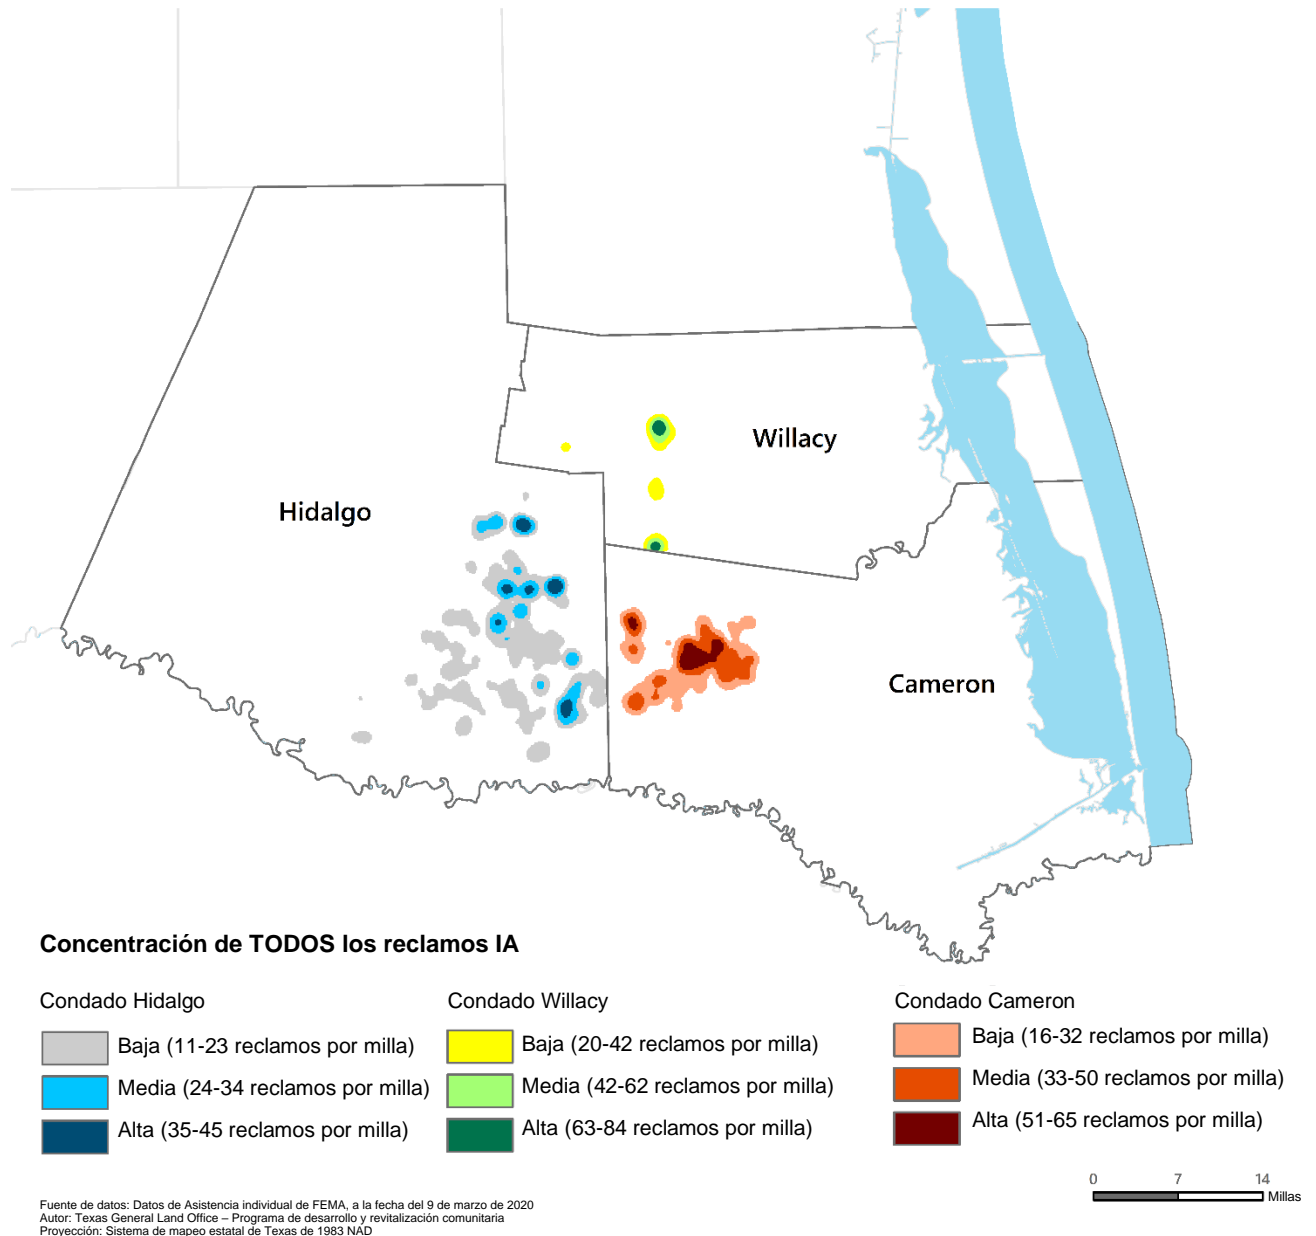 Willacy
Hidalgo
Cameron
Concentración de TODOS los reclamos IA
Condado Hidalgo
Baja (11-23 reclamos por milla)
Media (24-34 reclamos por milla)
Alta (35-45 reclamos por milla)
Condado Willacy
Baja (20-42 reclamos por milla)
Media (42-62 reclamos por milla)
Alta (63-84 reclamos por milla)
Condado Cameron
Baja (16-32 reclamos por milla)
Media (33-50 reclamos por milla)
Alta (51-65 reclamos por milla)
0 7 14
Millas
Fuente de datos: Datos de Asistencia individual de FEMA, a la fecha del 9 de marzo de 2020
Autor: Texas General Land Office – Programa de desarrollo y revitalización comunitaria
Proyección: Sistema de mapeo estatal de Texas de 1983 NAD